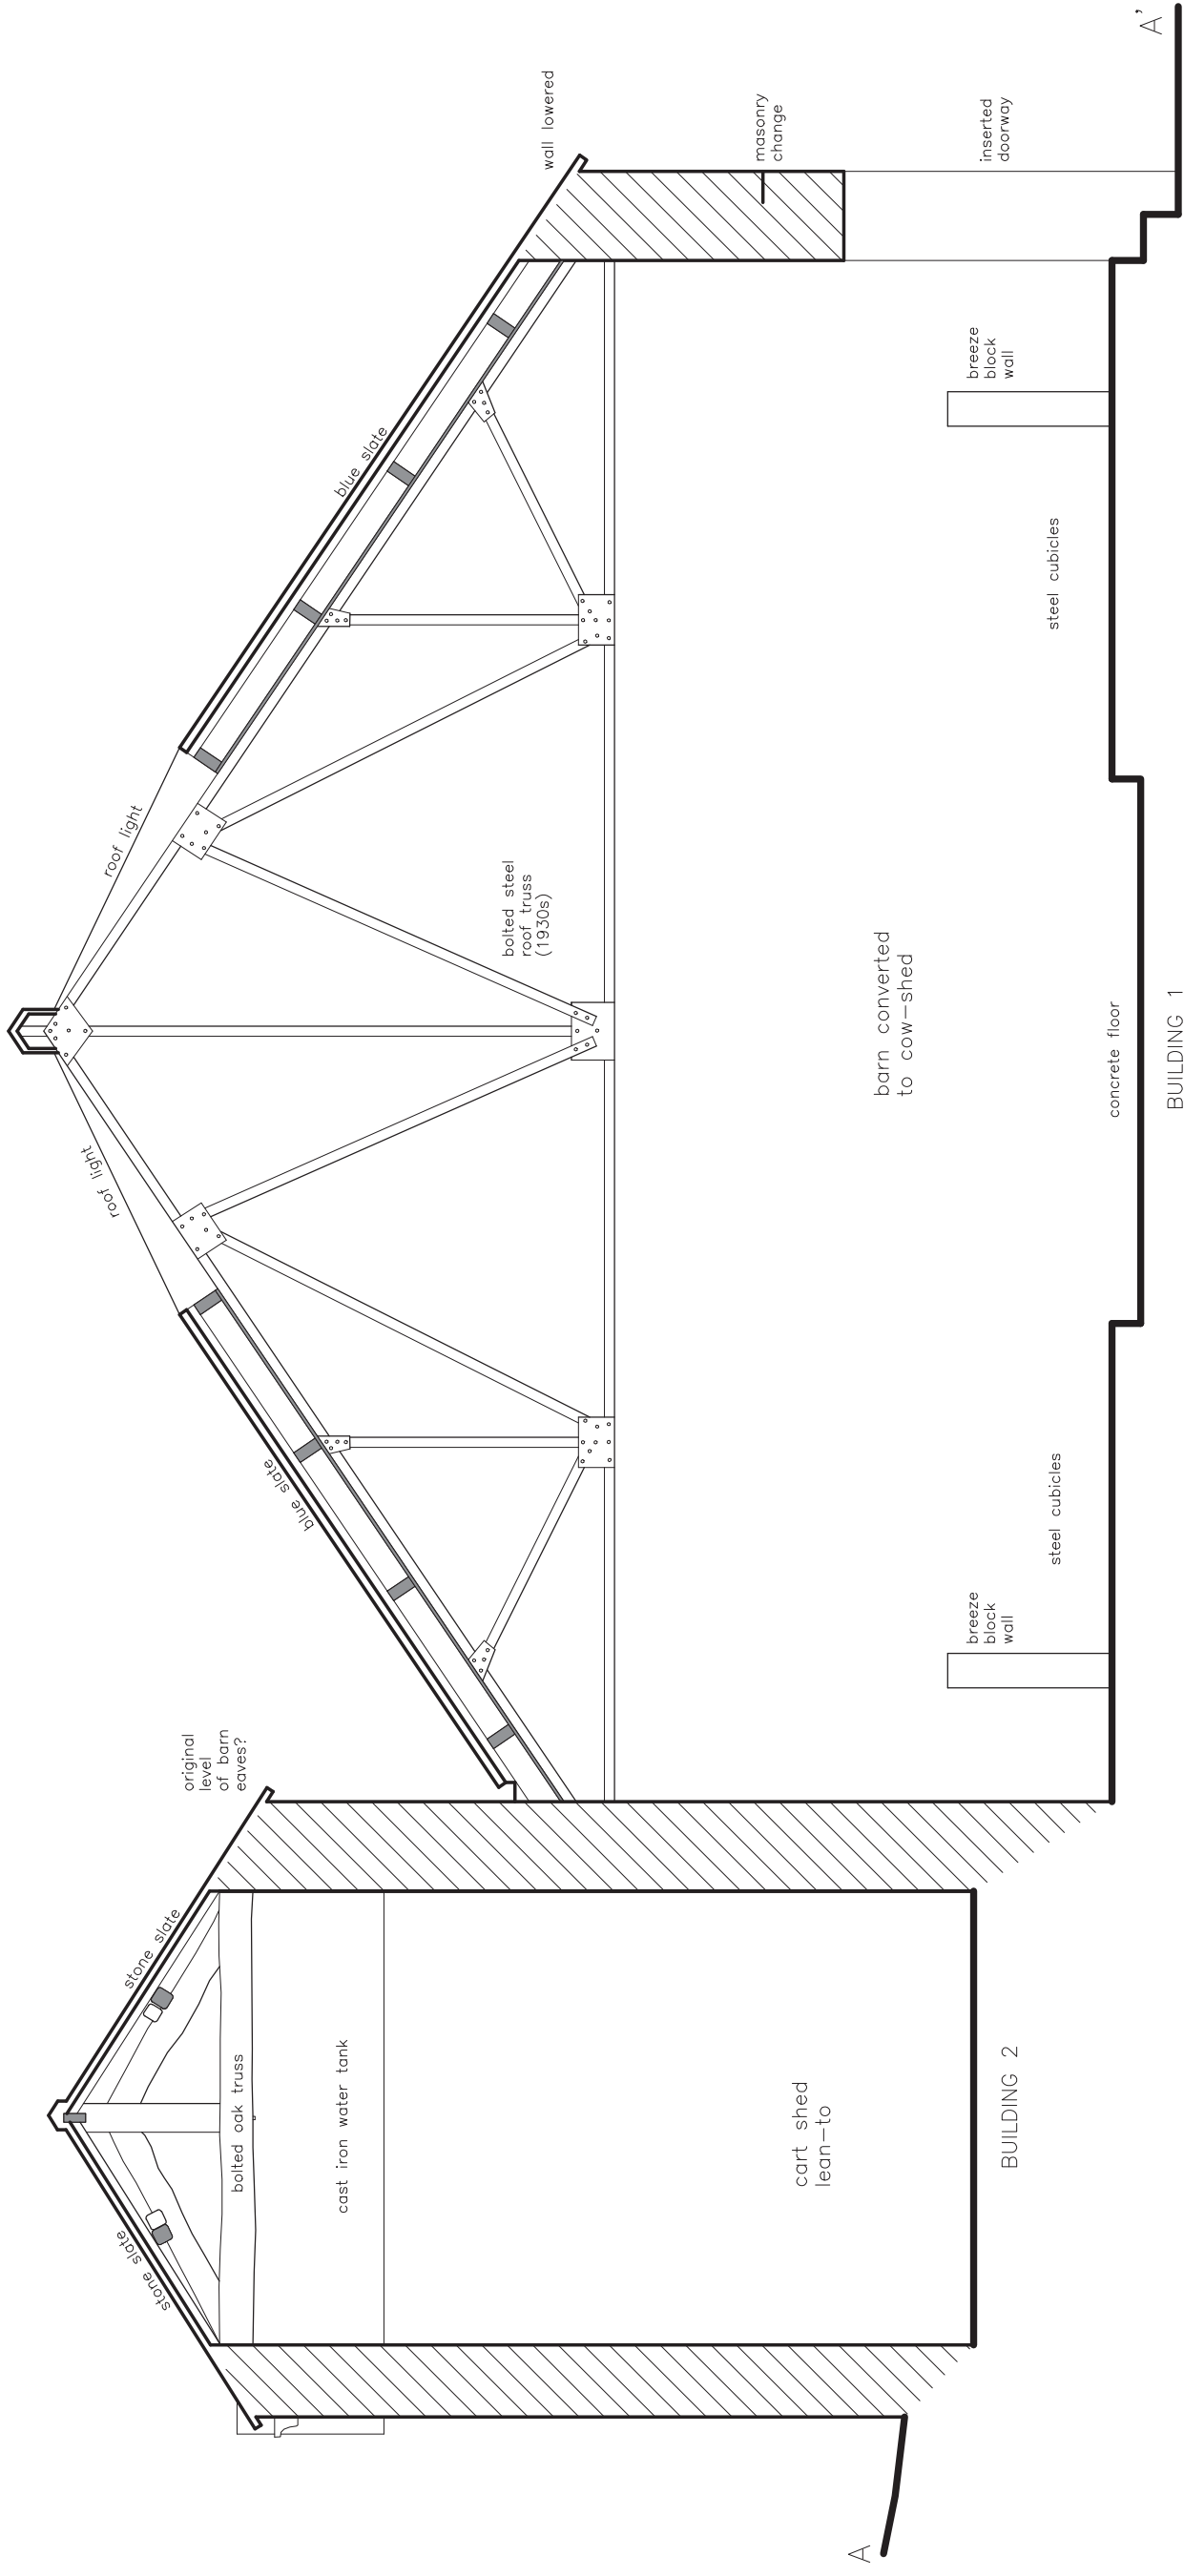 stone slate
stone slate
bolted oak truss
cast iron water tank
cart shed
lean-to
BUILDING 2
A
original
level
of barn
eaves?
blue slate
roof light
roof light
blue slate
bolted steel
roof truss
(1930s)
wall lowered
masonry
change
inserted
doorway
barn converted
to cow-shed
breeze
block
wall
steel cubicles
concrete floor
steel cubicles
breeze
block
wall
BUILDING 1
A'